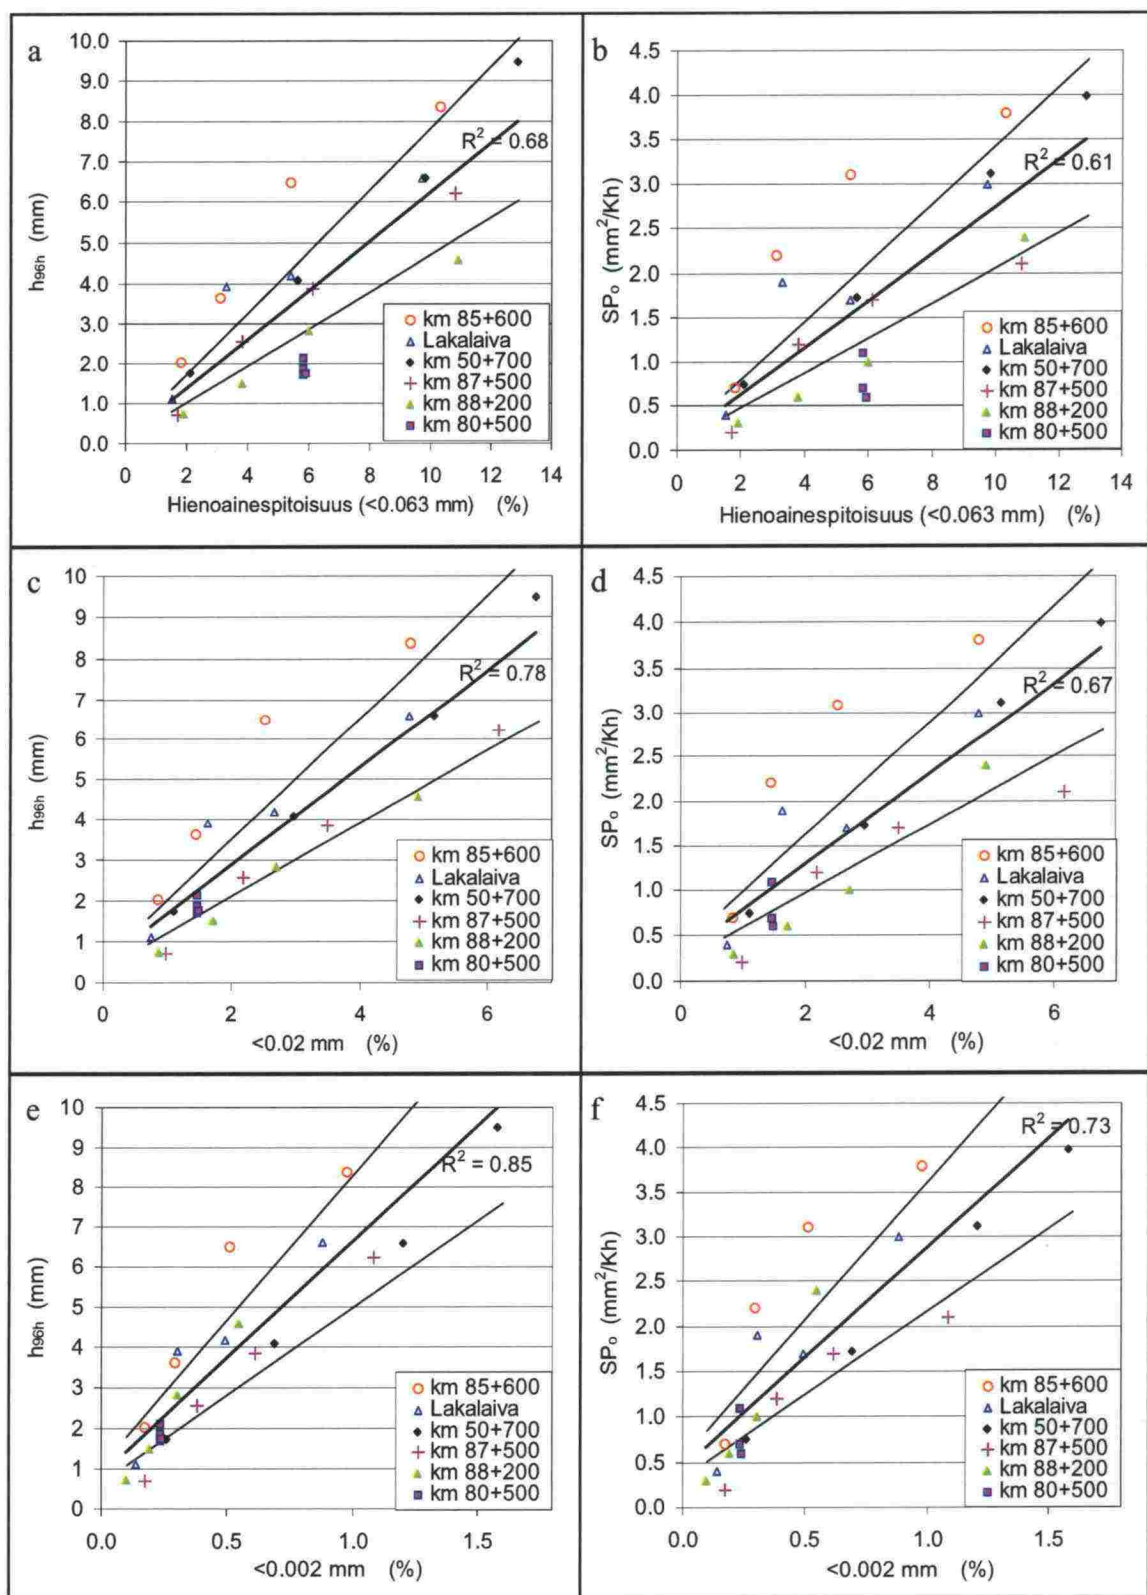 a
10.0
9.0
8.0
7.0
6.0
5.0
4.0
3.0
2.0
1.0
0.0
h96h (mm)
R² = 0.68
km 85+600
Lakalaiva
km 50+700
km 87+500
km 88+200
km 80+500
0 2 4 6 8 10 12 14
Hienoainespitoisuus (<0.063 mm) (%)
b
4.5
4.0
3.5
3.0
2.5
2.0
1.5
1.0
0.5
0.0
SPo (mm²/Kh)
R² = 0.61
km 85+600
Lakalaiva
km 50+700
km 87+500
km 88+200
km 80+500
0 2 4 6 8 10 12 14
Hienoainespitoisuus (<0.063 mm) (%)
c
10
9
8
7
6
5
4
3
2
1
0
h96h (mm)
R² = 0.78
km 85+600
Lakalaiva
km 50+700
km 87+500
km 88+200
km 80+500
0 2 4 6
<0.02 mm (%)
d
4.5
4.0
3.5
3.0
2.5
2.0
1.5
1.0
0.5
0.0
SPo (mm²/Kh)
R² = 0.67
km 85+600
Lakalaiva
km 50+700
km 87+500
km 88+200
km 80+500
0 2 4 6
<0.02 mm (%)
e
10
9
8
7
6
5
4
3
2
1
0
h96h (mm)
R² = 0.85
km 85+600
Lakalaiva
km 50+700
km 87+500
km 88+200
km 80+500
0.0 0.5 1.0 1.5
<0.002 mm (%)
f
4.5
4.0
3.5
3.0
2.5
2.0
1.5
1.0
0.5
0.0
SPo (mm²/Kh)
R² = 0.73
km 85+600
Lakalaiva
km 50+700
km 87+500
km 88+200
km 80+500
0.0 0.5 1.0 1.5
<0.002 mm (%)